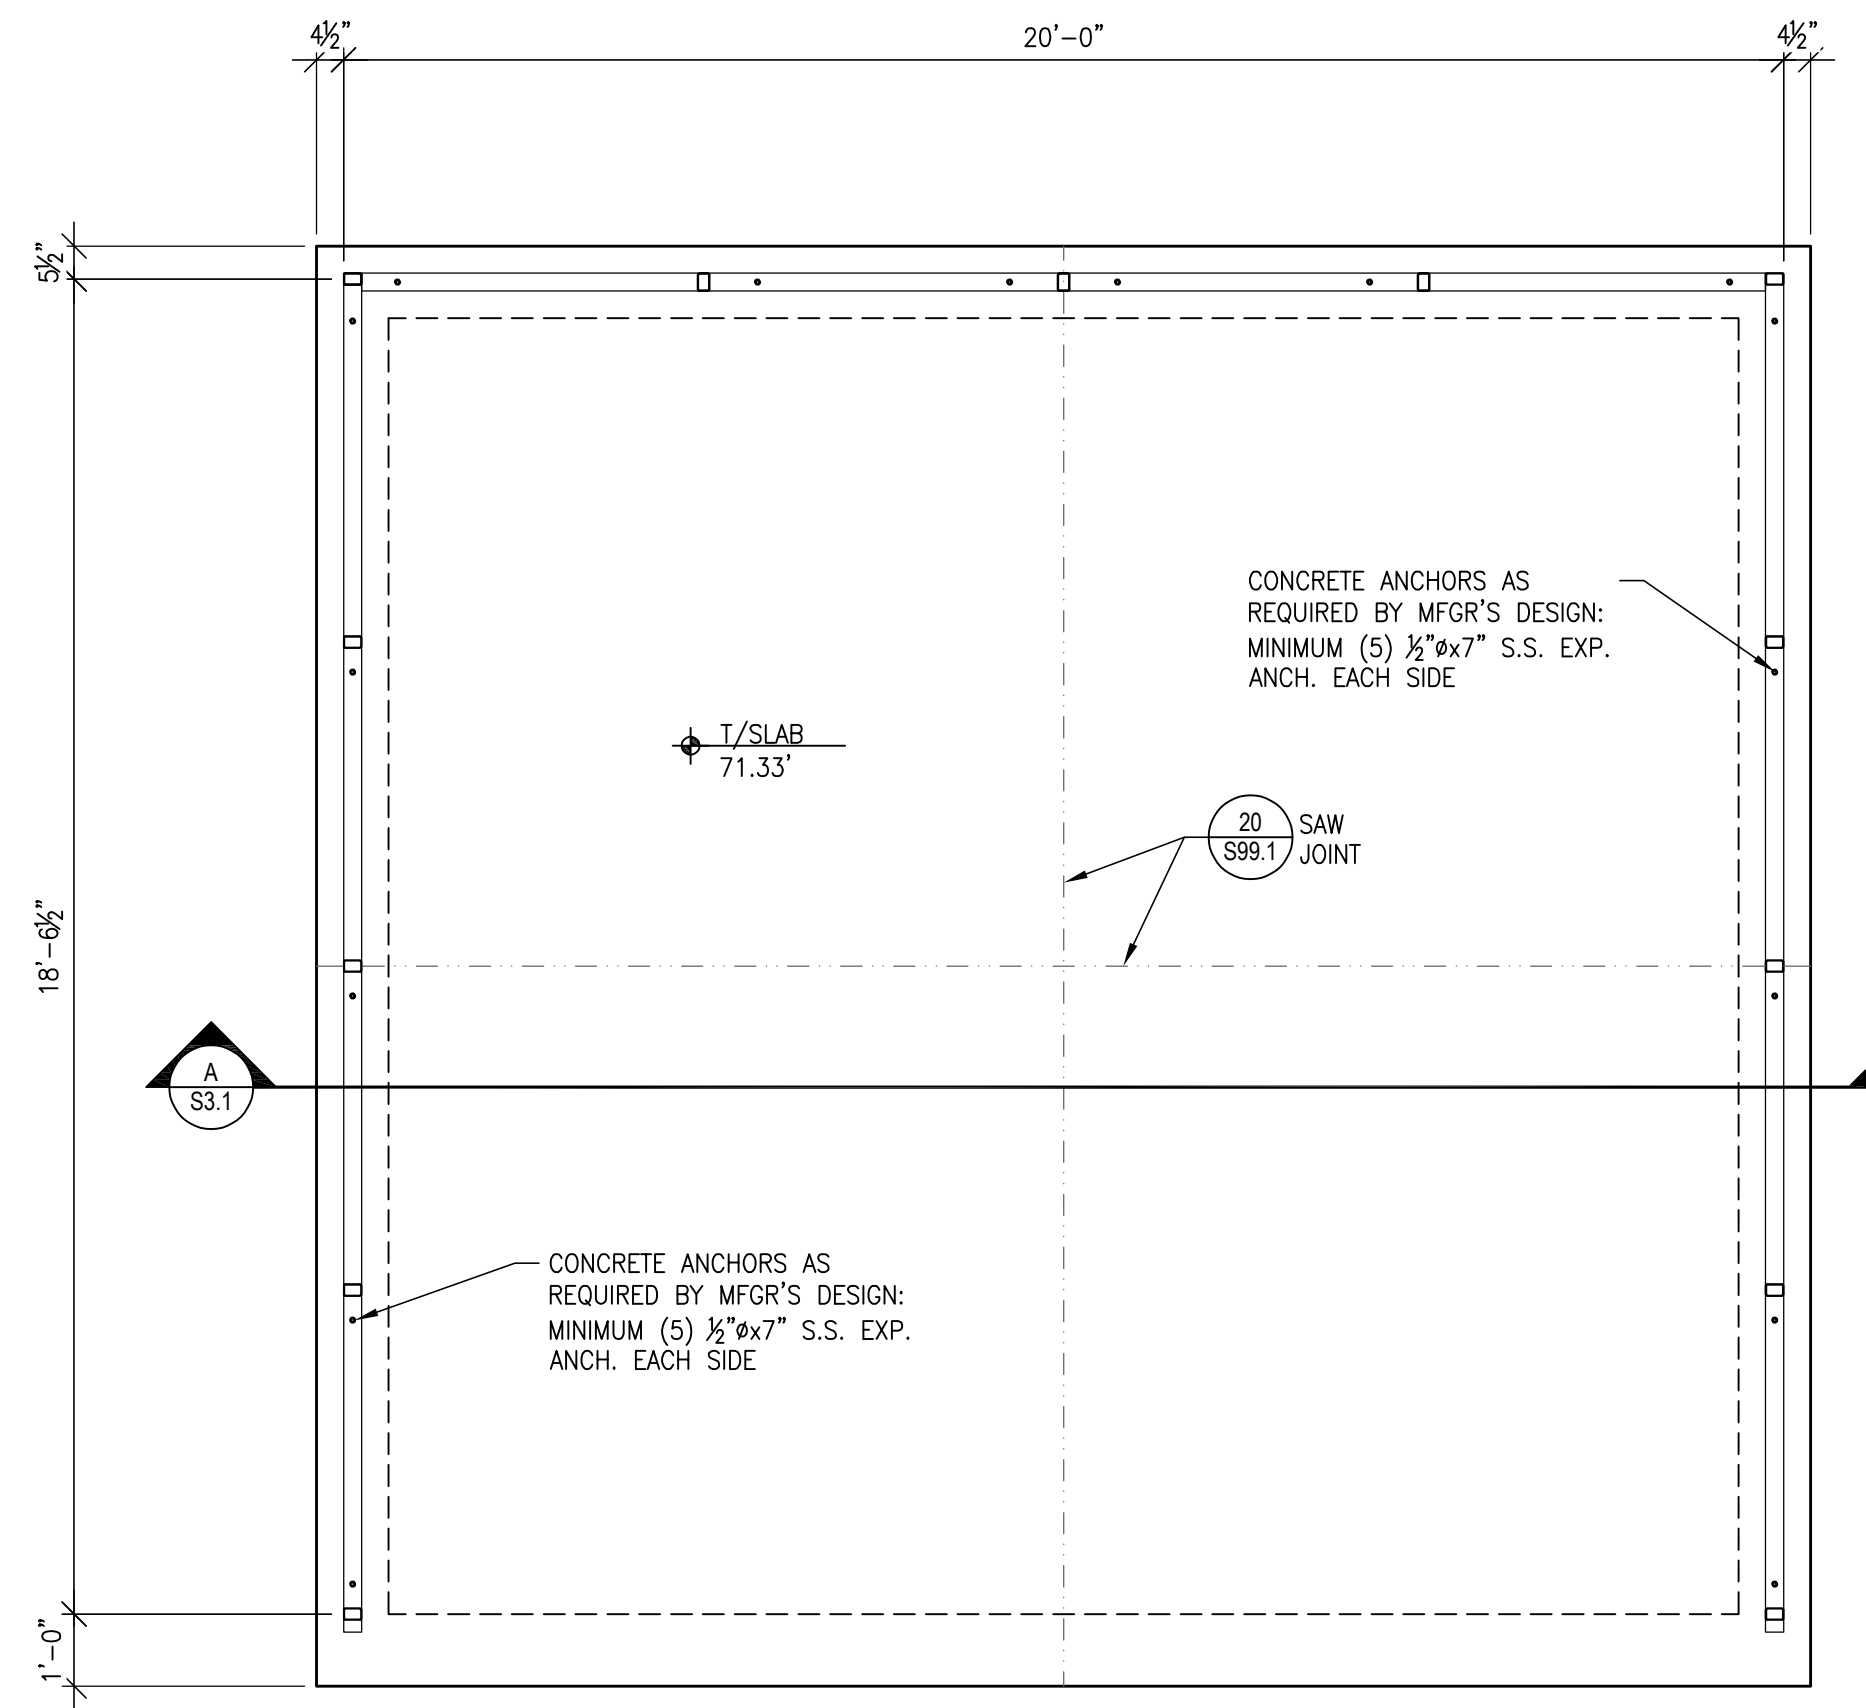 4½" 20'-0" 4½"
5½"
CONCRETE ANCHORS AS
REQUIRED BY MFGR'S DESIGN:
MINIMUM (5) ½"øx7" S.S. EXP.
ANCH. EACH SIDE
T/SLAB
71.33'
20
S99.1
SAW
JOINT
18'-6½"
A
S3.1
CONCRETE ANCHORS AS
REQUIRED BY MFGR'S DESIGN:
MINIMUM (5) ½"øx7" S.S. EXP.
ANCH. EACH SIDE
1'-0"